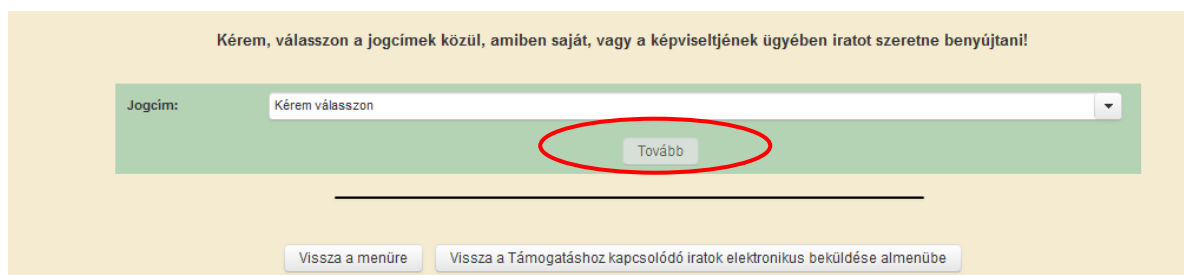 Kérem, válasszon a jogcímek közül, amiben saját, vagy a képviseltjének ügyében iratot szeretne benyújtani!
Jogcím: Kérem válasszon
Tovább
Vissza a menüre Vissza a Támogatáshoz kapcsolódó iratok elektronikus beküldése almenübe